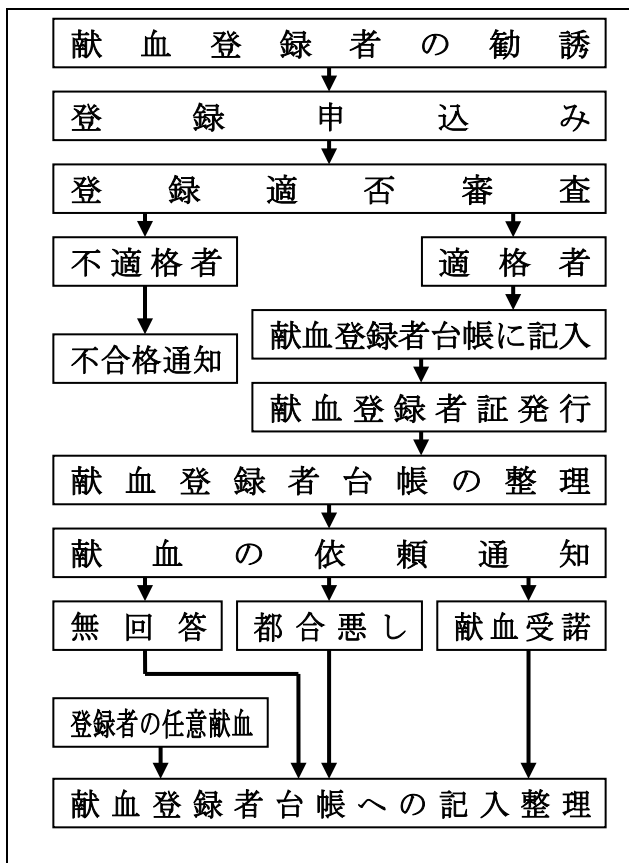 献血登録者の勧誘
登録申込み
登録適否審査
不適格者
適格者
献血登録者台帳に記入
不合格通知
献血登録者証発行
献血登録者台帳の整理
献血の依頼通知
無回答
都合悪し
献血受諾
登録者の任意献血
献血登録者台帳への記入整理